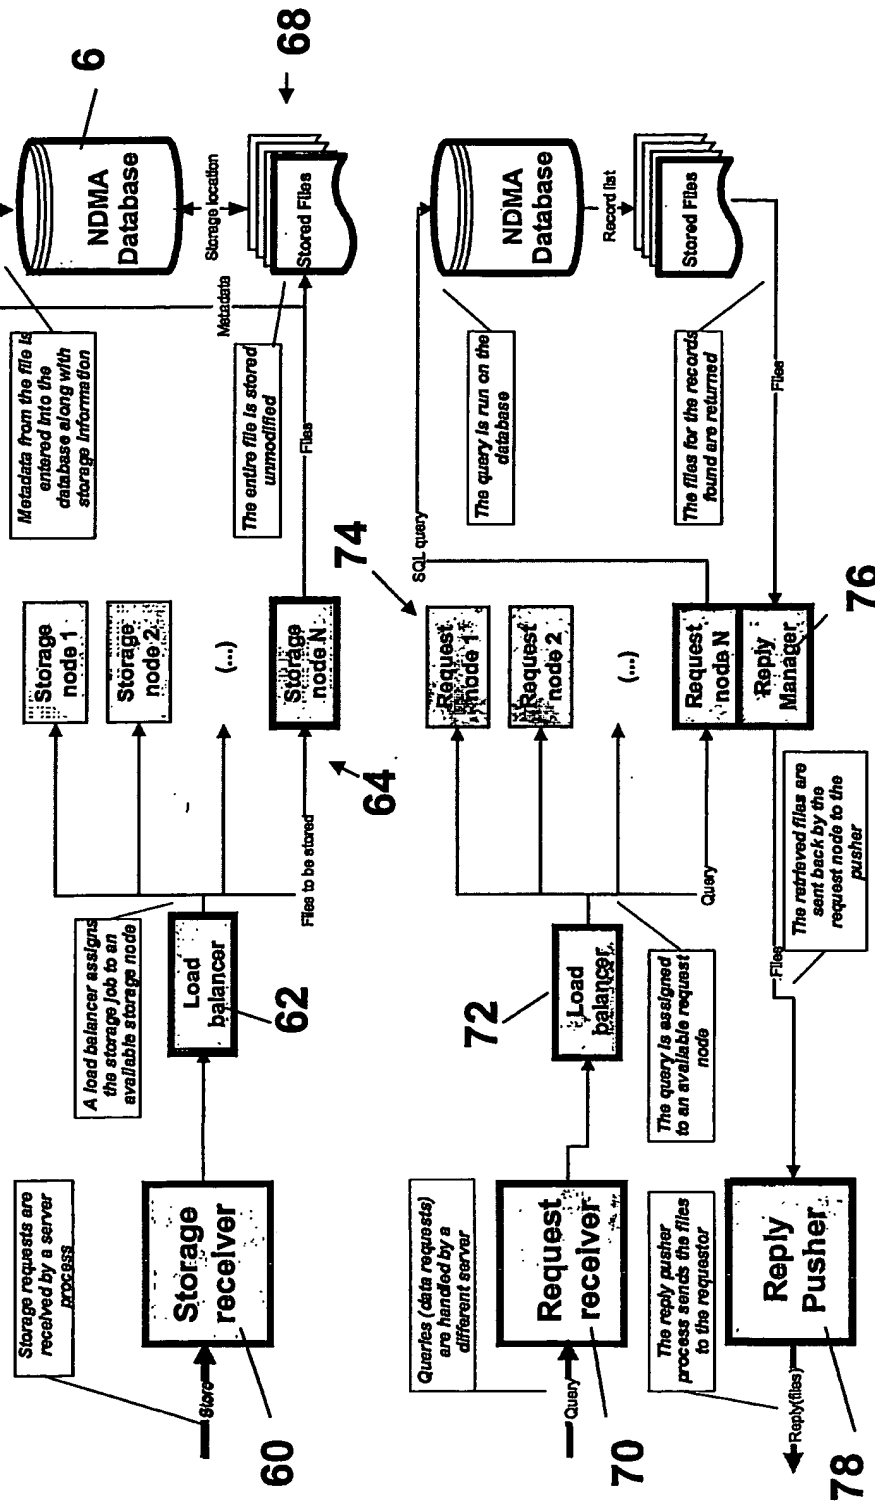 Storage requests are
received by a server
process
Store
Storage
receiver
60
A load balancer assigns
the storage job to an
available storage node
Load
balancer
62
Files to be stored
Storage
node 1
Storage
node 2
(...)
Storage
node N
64
Metadata from the file is
entered into the
database along with
storage information
Metadata
The entire file is stored
unmodified
Files
NDMA
Database
6
Storage location
Stored Files
68
Queries (data requests)
are handled by a
different server
Query
Request
receiver
70
Load
balancer
72
The query is assigned
to an available request
node
Query
Request
node 1
Request
node 2
(...)
Request
node N
Reply
Manager
74
76
SQL query
The query is run on the
database
NDMA
Database
Record list
Stored Files
The files for the records
found are returned
Files
The retrieved files are
sent back by the
request node to the
pusher
Files
The reply pusher
process sends the files
to the requestor
Reply
Pusher
Reply(files)
78